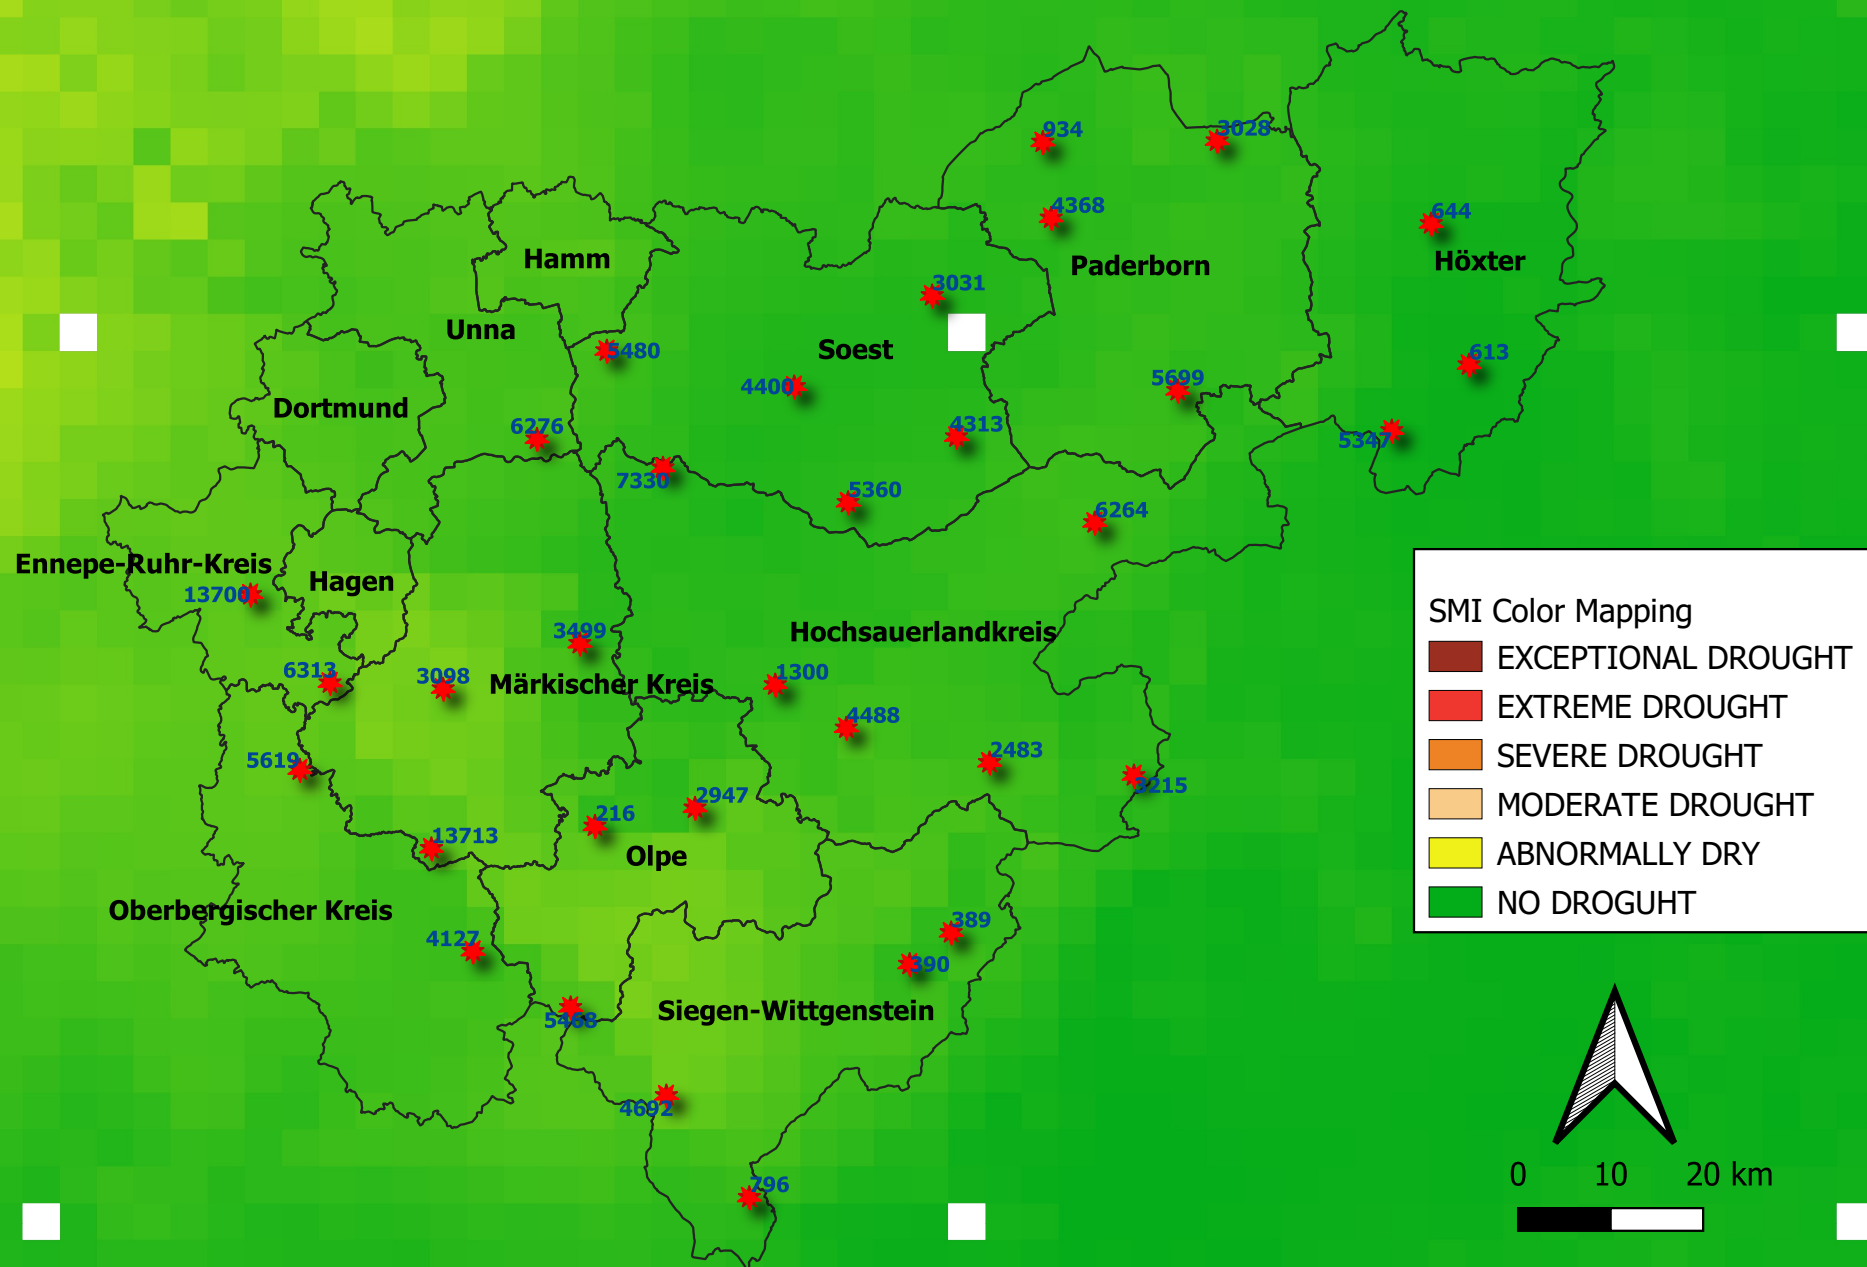 934
3028
4368
644
Hamm
Paderborn
Höxter
3031
Unna
5480
Soest
613
4400
5699
Dortmund
6276
4313
5347
7330
5360
6264
Ennepe-Ruhr-Kreis
Hagen
13700
SMI Color Mapping
EXCEPTIONAL DROUGHT
EXTREME DROUGHT
SEVERE DROUGHT
MODERATE DROUGHT
ABNORMALLY DRY
NO DROGUHT
3499
Hochsauerlandkreis
6313
3098
Märkischer Kreis
1300
4488
5619
2483
3215
2947
216
13713
Olpe
Oberbergischer Kreis
4127
389
390
5468
Siegen-Wittgenstein
4692
796
0 10 20 km